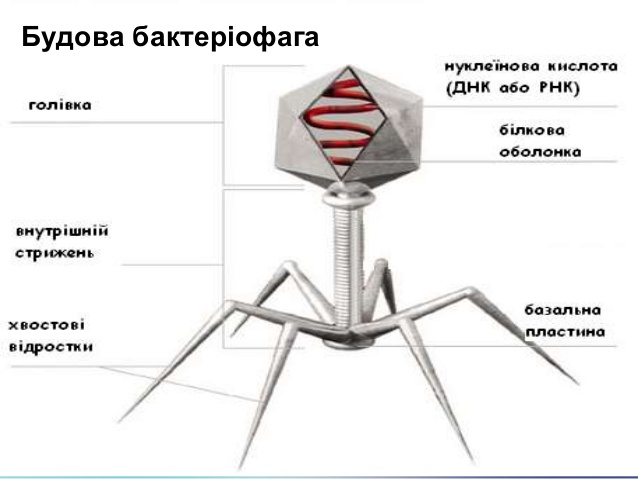 Будова бактеріофага
голівка
нуклеїнова кислота
(ДНК або РНК)
білкова
оболонка
внутрішній
стрижень
хвостові
відростки
базальна
пластина